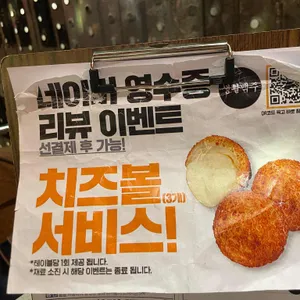 네이버 영수증
리뷰 이벤트
선결제 후 가능!
치즈볼(3개)
서비스!
*테이블당 1회 제공 됩니다.
*재료 소진 시 해당 이벤트는 종료 됩니다.